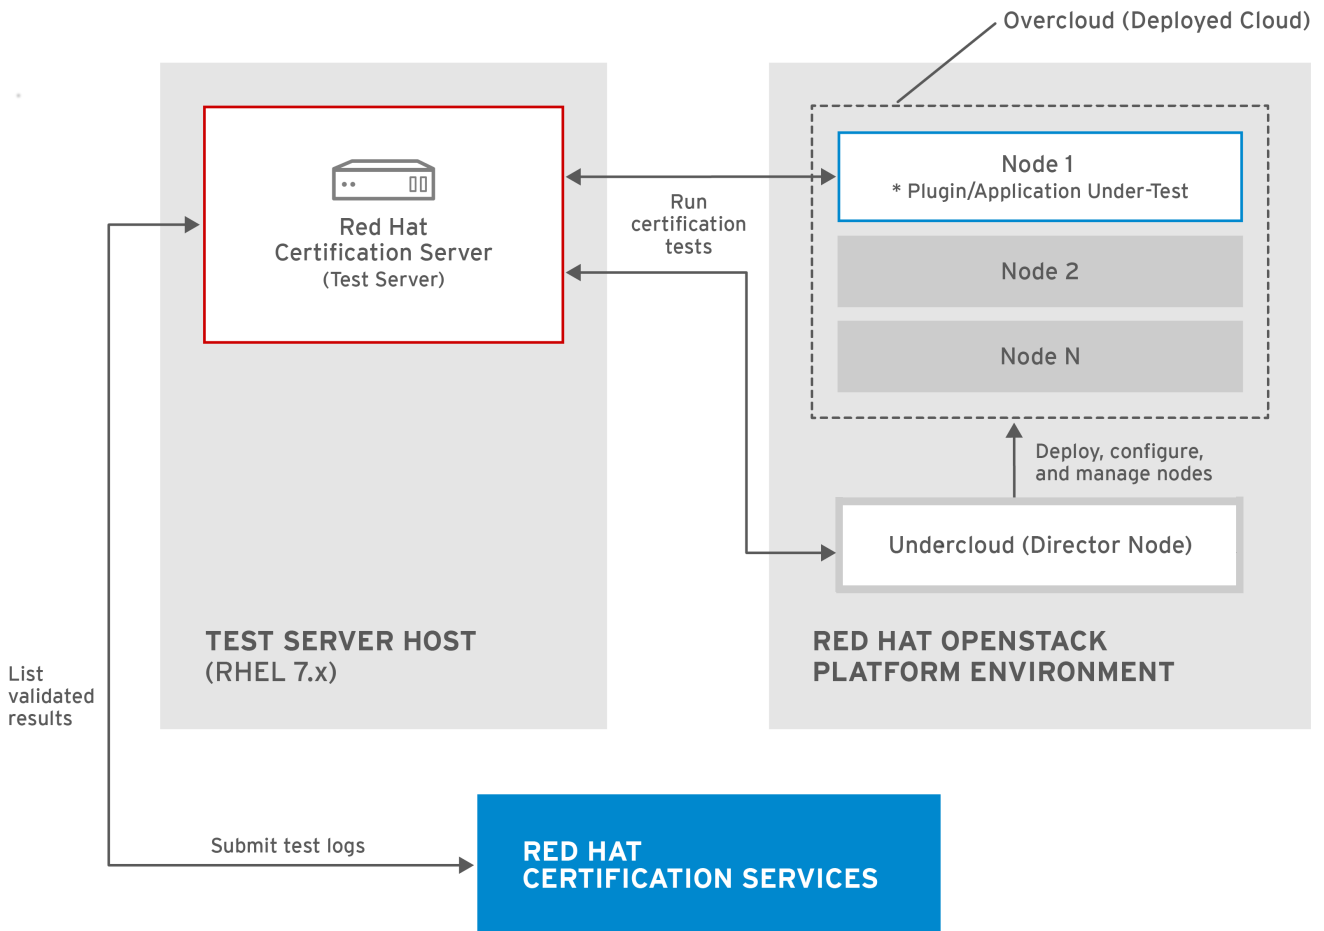 Overcloud (Deployed Cloud)
Red Hat
Certification Server
(Test Server)
Run
certification
tests
Node 1
* Plugin/Application Under-Test
Node 2
Node N
Deploy, configure,
and manage nodes
Undercloud (Director Node)
TEST SERVER HOST
(RHEL 7.x)
RED HAT OPENSTACK
PLATFORM ENVIRONMENT
List
validated
results
Submit test logs
RED HAT
CERTIFICATION SERVICES